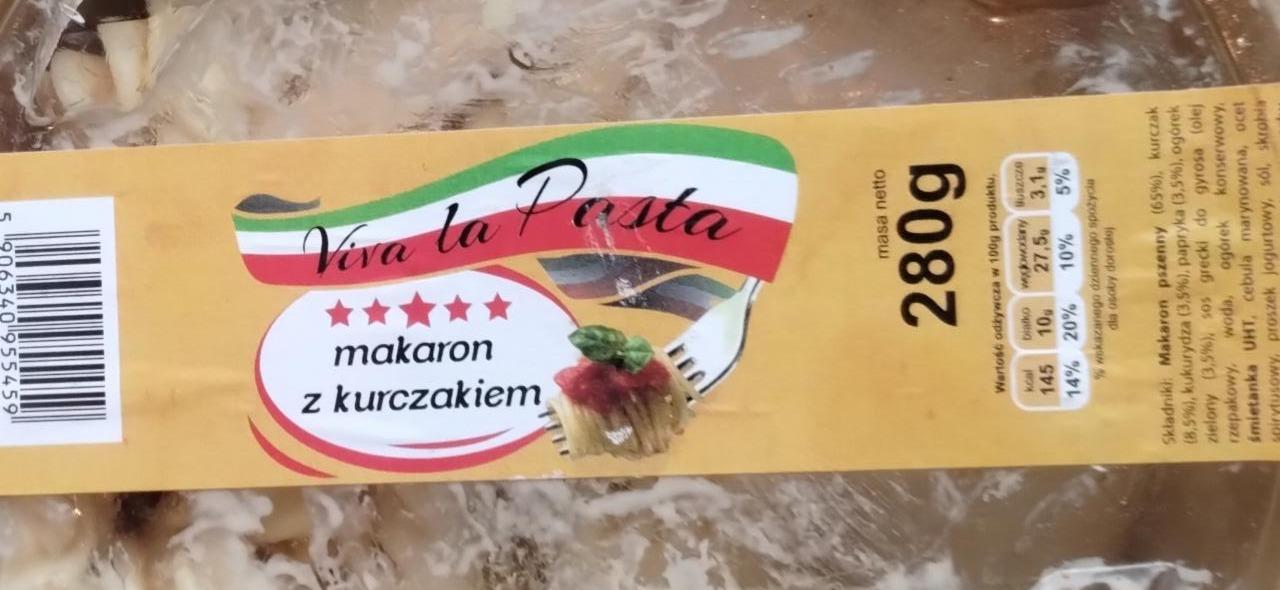 5 906340 955459
Viva la Pasta
makaron
z kurczakiem
masa netto
280g
Wartość odżywcza w 100g produktu,
kcal białko węglowodany tłuszcze
145 10g 27,5g 3,1g
14% 20% 10% 5%
% wskazanego dziennego spożycia
dla osoby dorosłej
Składniki: Makaron pszenny (65%), kurczak
(8,5%), kukurydza (3,5%), papryka (3,5%), ogórek
zielony (3,5%), sos grecki do gyrosa (olej
rzepakowy, woda, ogórek konserwowy,
śmietanka UHT, cebula marynowana, ocet
spirytusowy, proszek jogurtowy, sól, skrobia